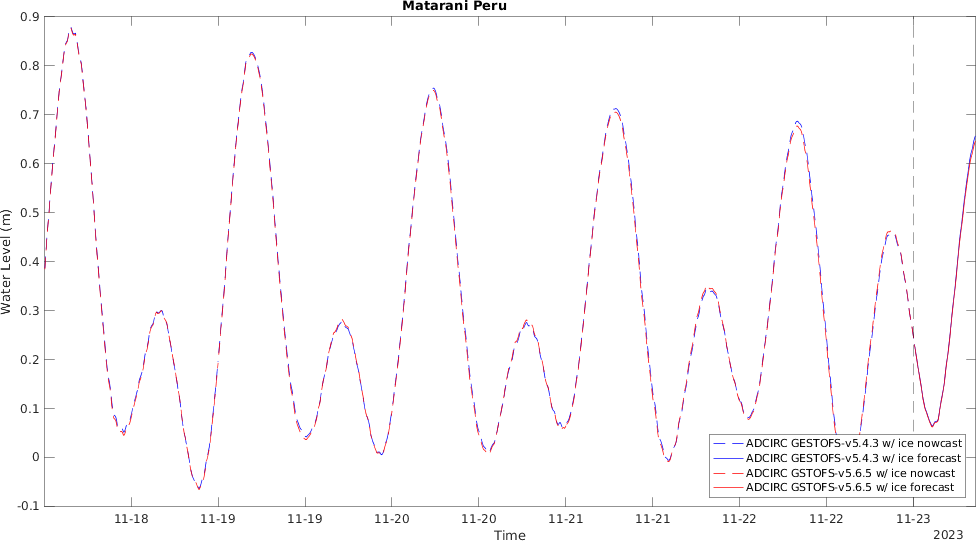 Matarani Peru
0.9
0.8
0.7
0.6
0.5
0.4
0.3
0.2
0.1
0
-0.1
Water Level (m)
11-18 11-19 11-19 11-20 11-20 11-21 11-21 11-22 11-22 11-23
Time
2023
ADCIRC GESTOFS-v5.4.3 w/ ice nowcast
ADCIRC GESTOFS-v5.4.3 w/ ice forecast
ADCIRC GSTOFS-v5.6.5 w/ ice nowcast
ADCIRC GSTOFS-v5.6.5 w/ ice forecast